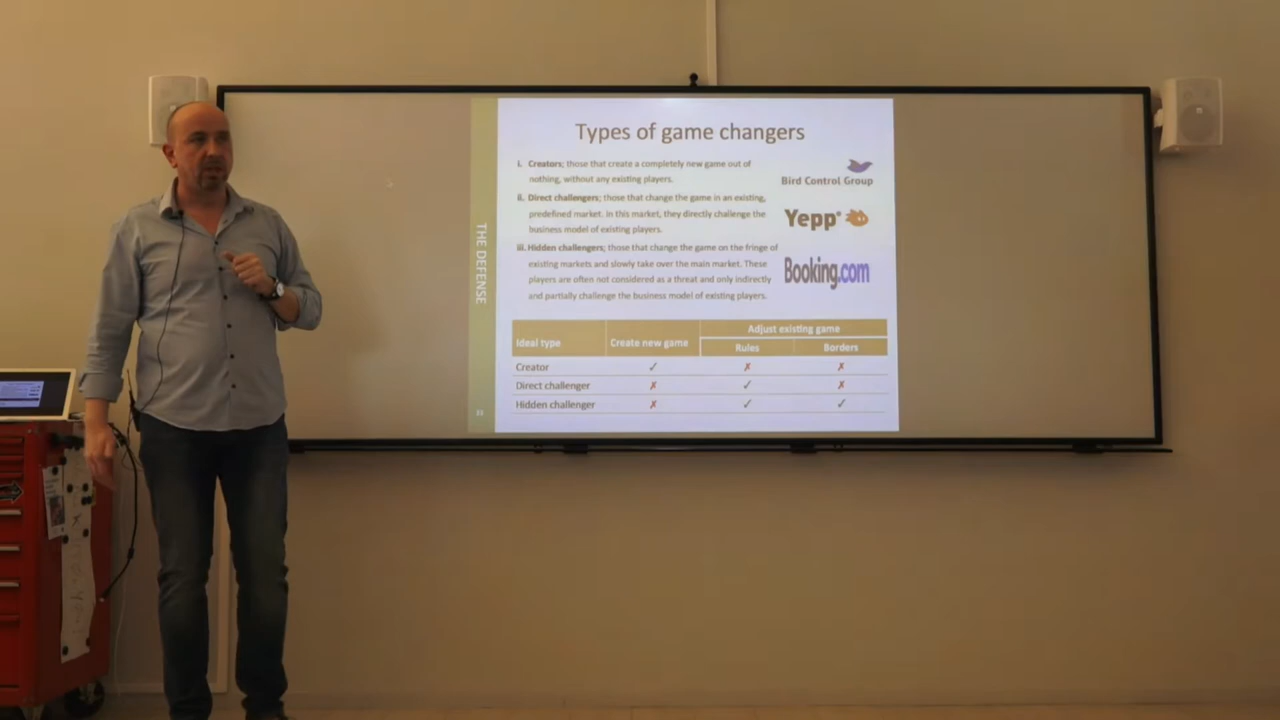 THE DEFENSE
Types of game changers
i. Creators; those that create a completely new game out of
nothing, without any existing players.
Bird Control Group
ii. Direct challengers; those that change the game in an existing,
predefined market. In this market, they directly challenge the
business model of existing players.
Yepp®
iii. Hidden challengers; those that change the game on the fringe of
existing markets and slowly take over the main market. These
players are often not considered as a threat and only indirectly
and partially challenge the business model of existing players.
Booking.com
Ideal type Create new game Adjust existing game
Rules Borders
Creator ✓ ✗ ✗
Direct challenger ✗ ✓ ✗
Hidden challenger ✗ ✓ ✓